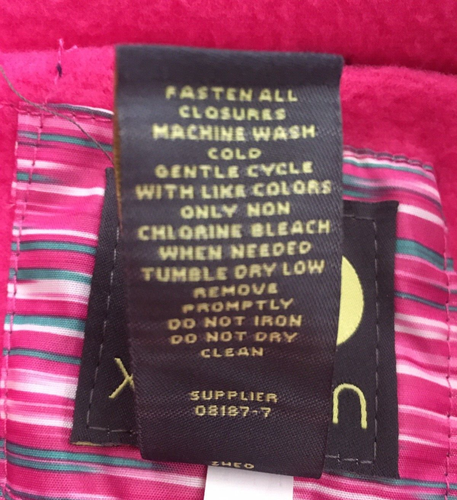 FASTEN ALL
CLOSURES
MACHINE WASH
COLD
GENTLE CYCLE
WITH LIKE COLORS
ONLY NON
CHLORINE BLEACH
WHEN NEEDED
TUMBLE DRY LOW
REMOVE
PROMPTLY
DO NOT IRON
DO NOT DRY
CLEAN
SUPPLIER
08187-7